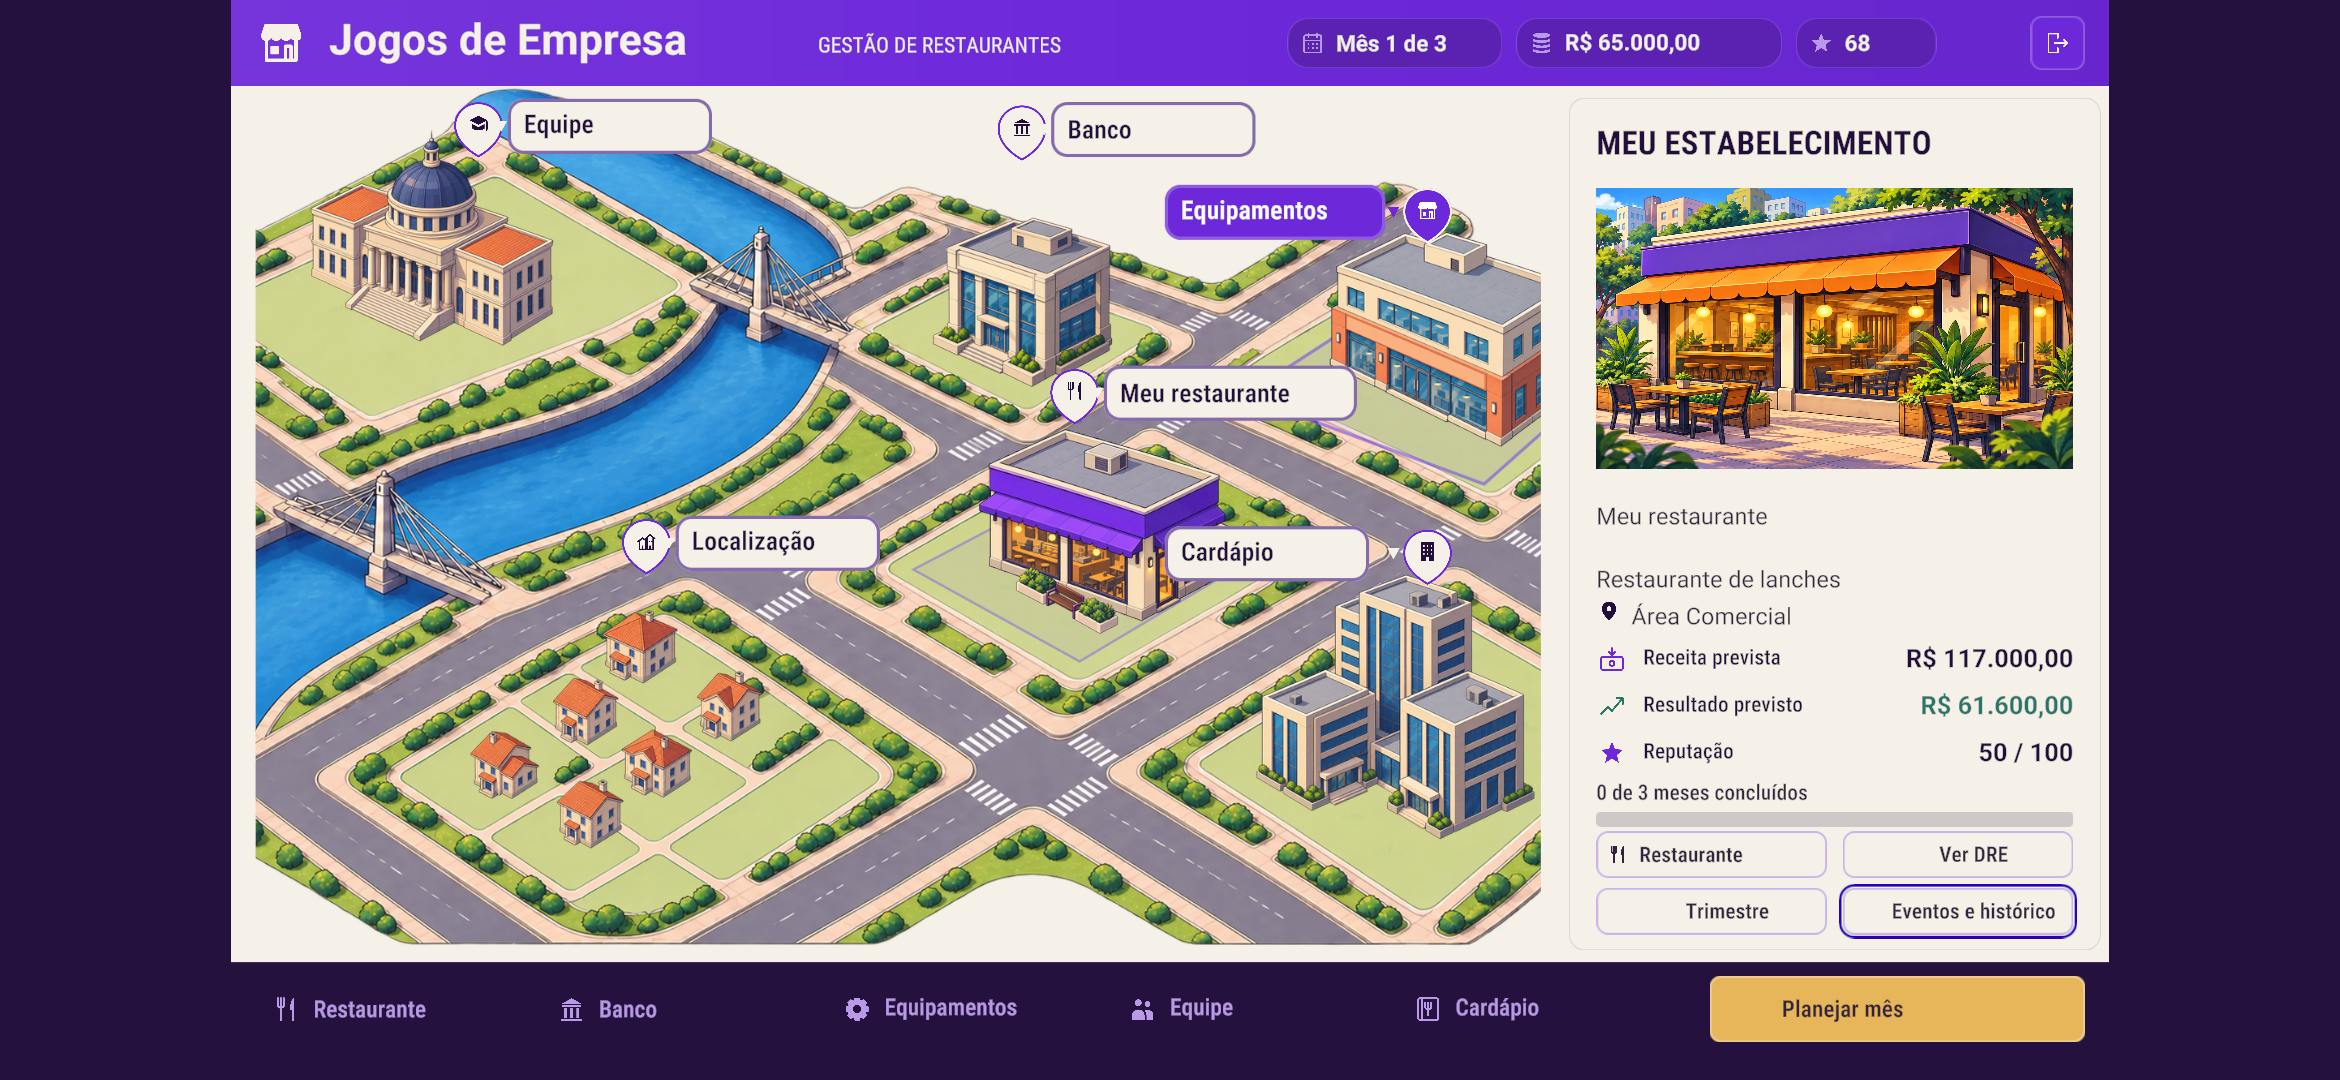 Jogos de Empresa
GESTÃO DE RESTAURANTES
Mês 1 de 3
R$ 65.000,00
68
Equipe
Banco
Equipamentos
Meu restaurante
Localização
Cardápio
MEU ESTABELECIMENTO
Meu restaurante
Restaurante de lanches
Área Comercial
Receita prevista R$ 117.000,00
Resultado previsto R$ 61.600,00
Reputação 50 / 100
0 de 3 meses concluídos
Restaurante
Ver DRE
Trimestre
Eventos e histórico
Restaurante
Banco
Equipamentos
Equipe
Cardápio
Planejar mês